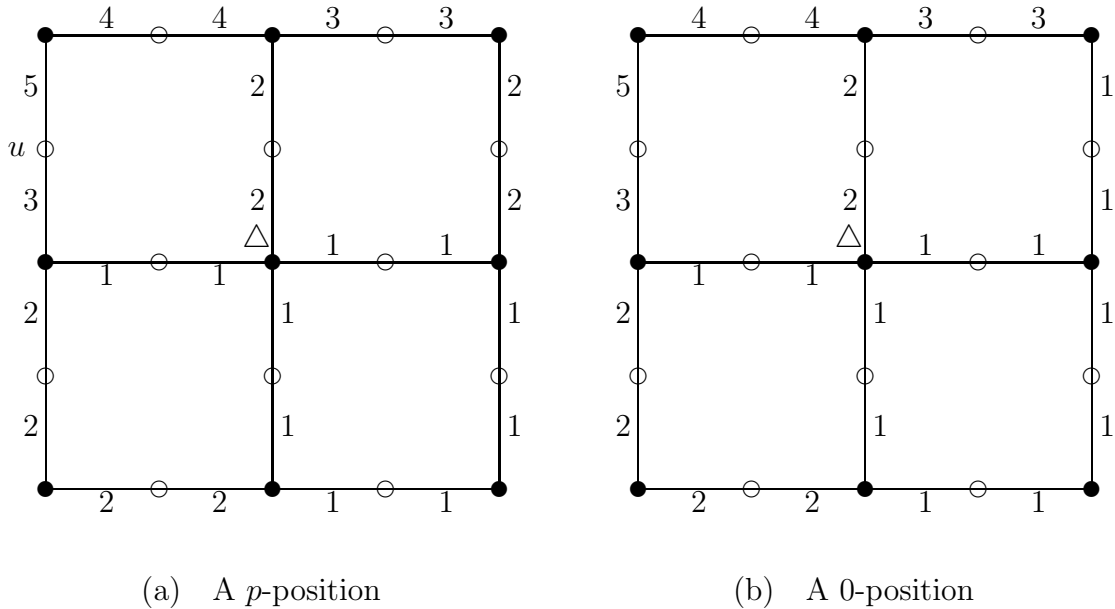 4 4 3 3 4 4 3 3
5 2 2 5 2 1
u
3 2 2 3 2 1
△ 1 1 △ 1 1
1 1 1 1
2 1 1 2 1 1
2 1 1 2 1 1
2 2 1 1 2 2 1 1
(a) A p-position (b) A 0-position